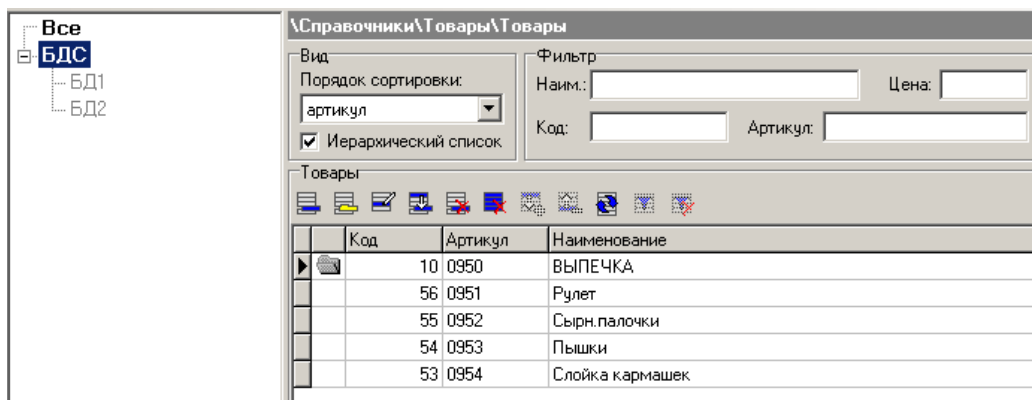 Все
БДС
БД1
БД2
\Справочники\Товары\Товары
Вид
Порядок сортировки:
артикул
Иерархический список
Фильтр
Наим.: Цена:
Код: Артикул:
Товары
Код Артикул Наименование
10 0950 ВЫПЕЧКА
56 0951 Рулет
55 0952 Сырн.палочки
54 0953 Пышки
53 0954 Слойка кармашек